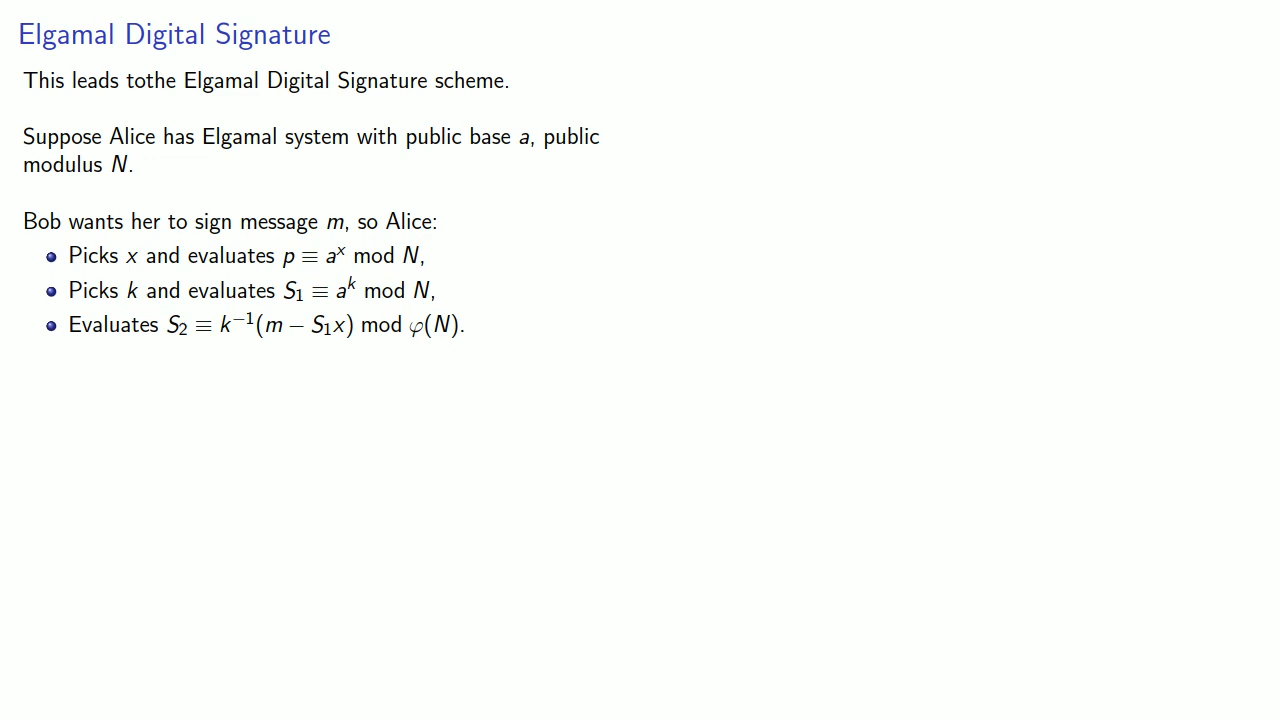 Elgamal Digital Signature
This leads tothe Elgamal Digital Signature scheme.
Suppose Alice has Elgamal system with public base a, public
modulus N.
Bob wants her to sign message m, so Alice:
Picks x and evaluates p ≡ aˣ mod N,
Picks k and evaluates S₁ ≡ aᵏ mod N,
Evaluates S₂ ≡ k⁻¹(m − S₁x) mod φ(N).